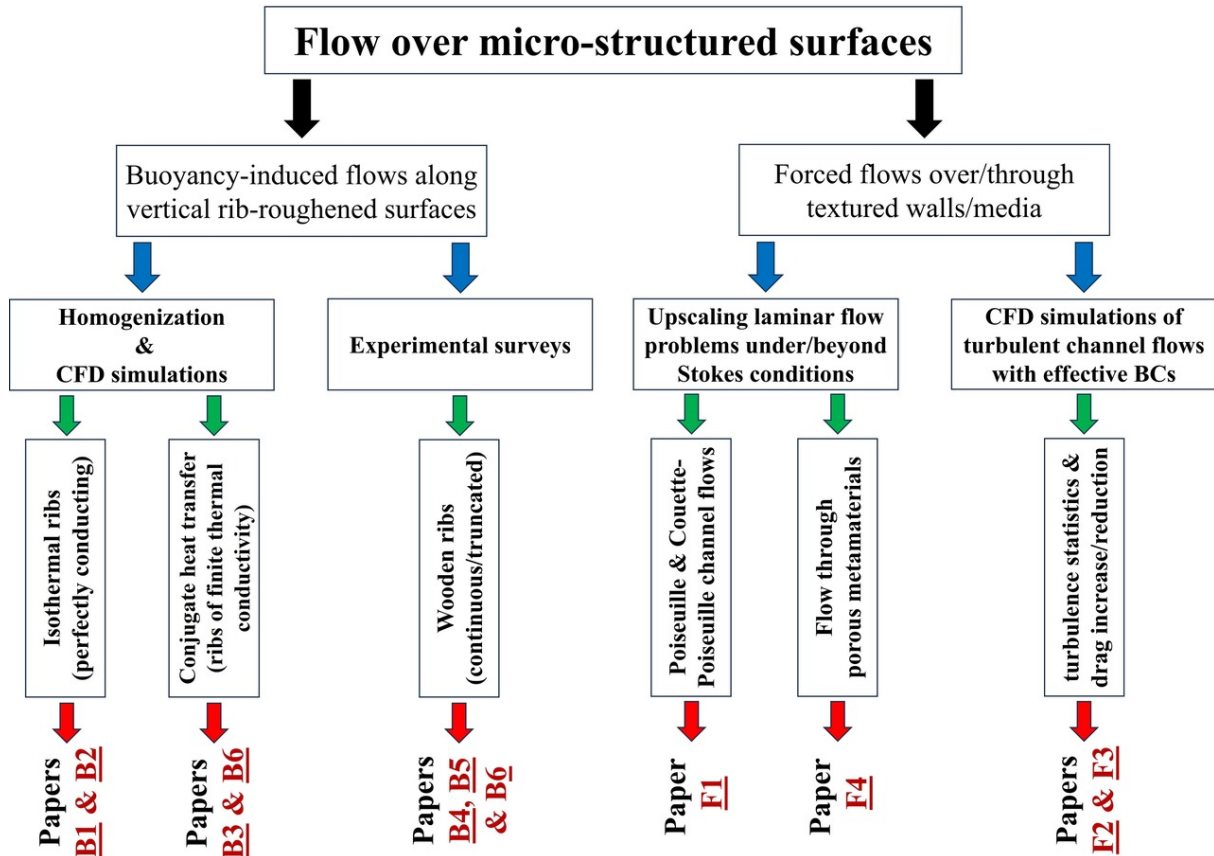 Flow over micro-structured surfaces
Buoyancy-induced flows along
vertical rib-roughened surfaces
Forced flows over/through
textured walls/media
Homogenization
&
CFD simulations
Experimental surveys
Upscaling laminar flow
problems under/beyond
Stokes conditions
CFD simulations of
turbulent channel flows
with effective BCs
Isothermal ribs
(perfectly conducting)
Conjugate heat transfer
(ribs of finite thermal
conductivity)
Wooden ribs
(continuous/truncated)
Poiseuille & Couette-
Poiseuille channel flows
Flow through
porous metamaterials
turbulence statistics &
drag increase/reduction
Papers
B1 & B2
Papers
B3 & B6
Papers
B4, B5
& B6
Paper
F1
Paper
F4
Papers
F2 & F3